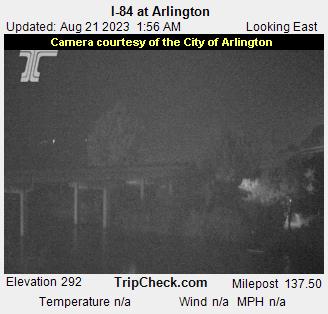 I-84 at Arlington
Updated: Aug 21 2023 1:56 AM Looking East
Camera courtesy of the City of Arlington
Elevation 292 TripCheck.com Milepost 137.50
Temperature n/a Wind n/a MPH n/a